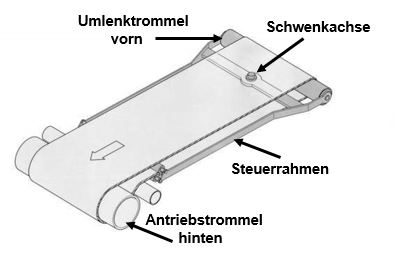 Umlenktrommel
vorn
Schwenkachse
Steuerrahmen
Antriebstrommel
hinten